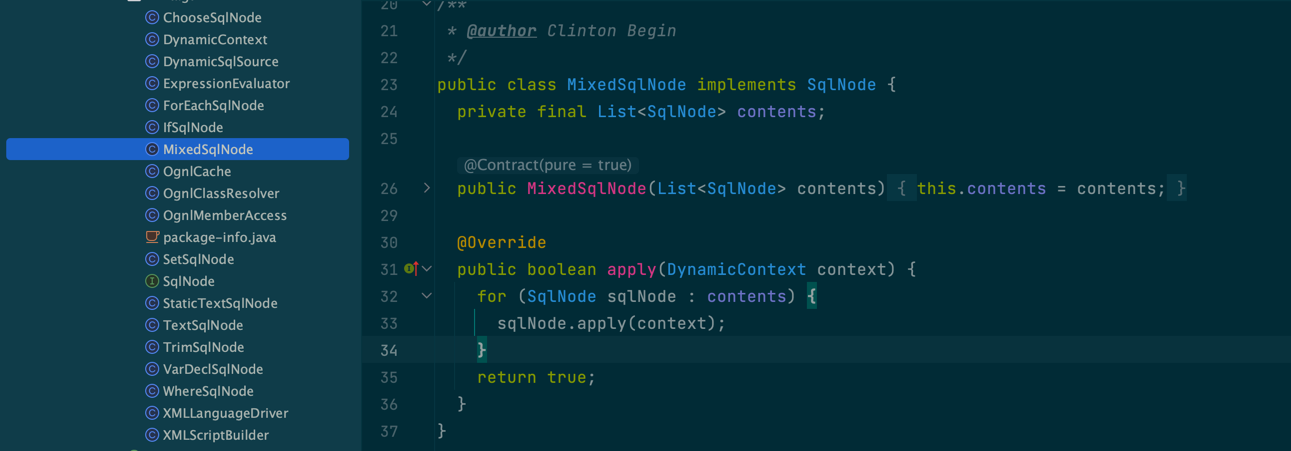 ChooseSqlNode
DynamicContext
DynamicSqlSource
ExpressionEvaluator
ForEachSqlNode
IfSqlNode
MixedSqlNode
OgnlCache
OgnlClassResolver
OgnlMemberAccess
package-info.java
SetSqlNode
SqlNode
StaticTextSqlNode
TextSqlNode
TrimSqlNode
VarDeclSqlNode
WhereSqlNode
XMLLanguageDriver
XMLScriptBuilder
20 /**
21 * @author Clinton Begin
22 */
23 public class MixedSqlNode implements SqlNode {
24 private final List<SqlNode> contents;
25
@Contract(pure = true)
26 public MixedSqlNode(List<SqlNode> contents) { this.contents = contents; }
29
30 @Override
31 public boolean apply(DynamicContext context) {
32 for (SqlNode sqlNode : contents) {
33 sqlNode.apply(context);
34 }
35 return true;
36 }
37 }